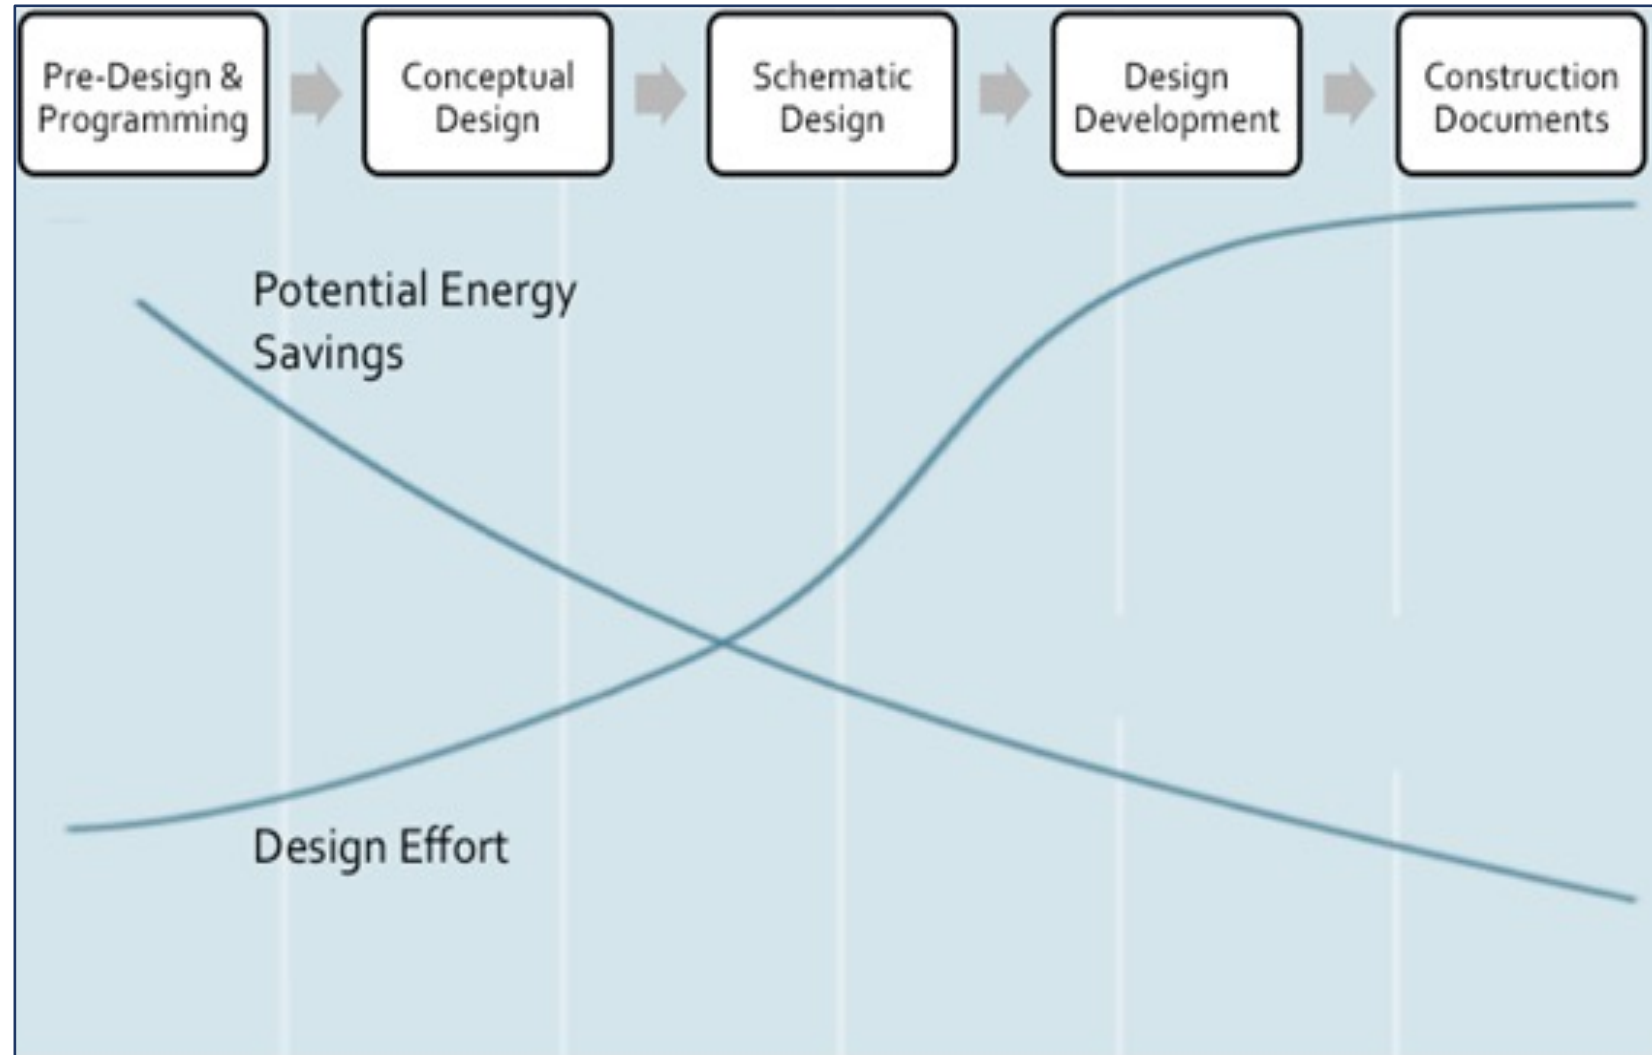 Pre-Design &
Programming
Conceptual
Design
Schematic
Design
Design
Development
Construction
Documents
Potential Energy
Savings
Design Effort